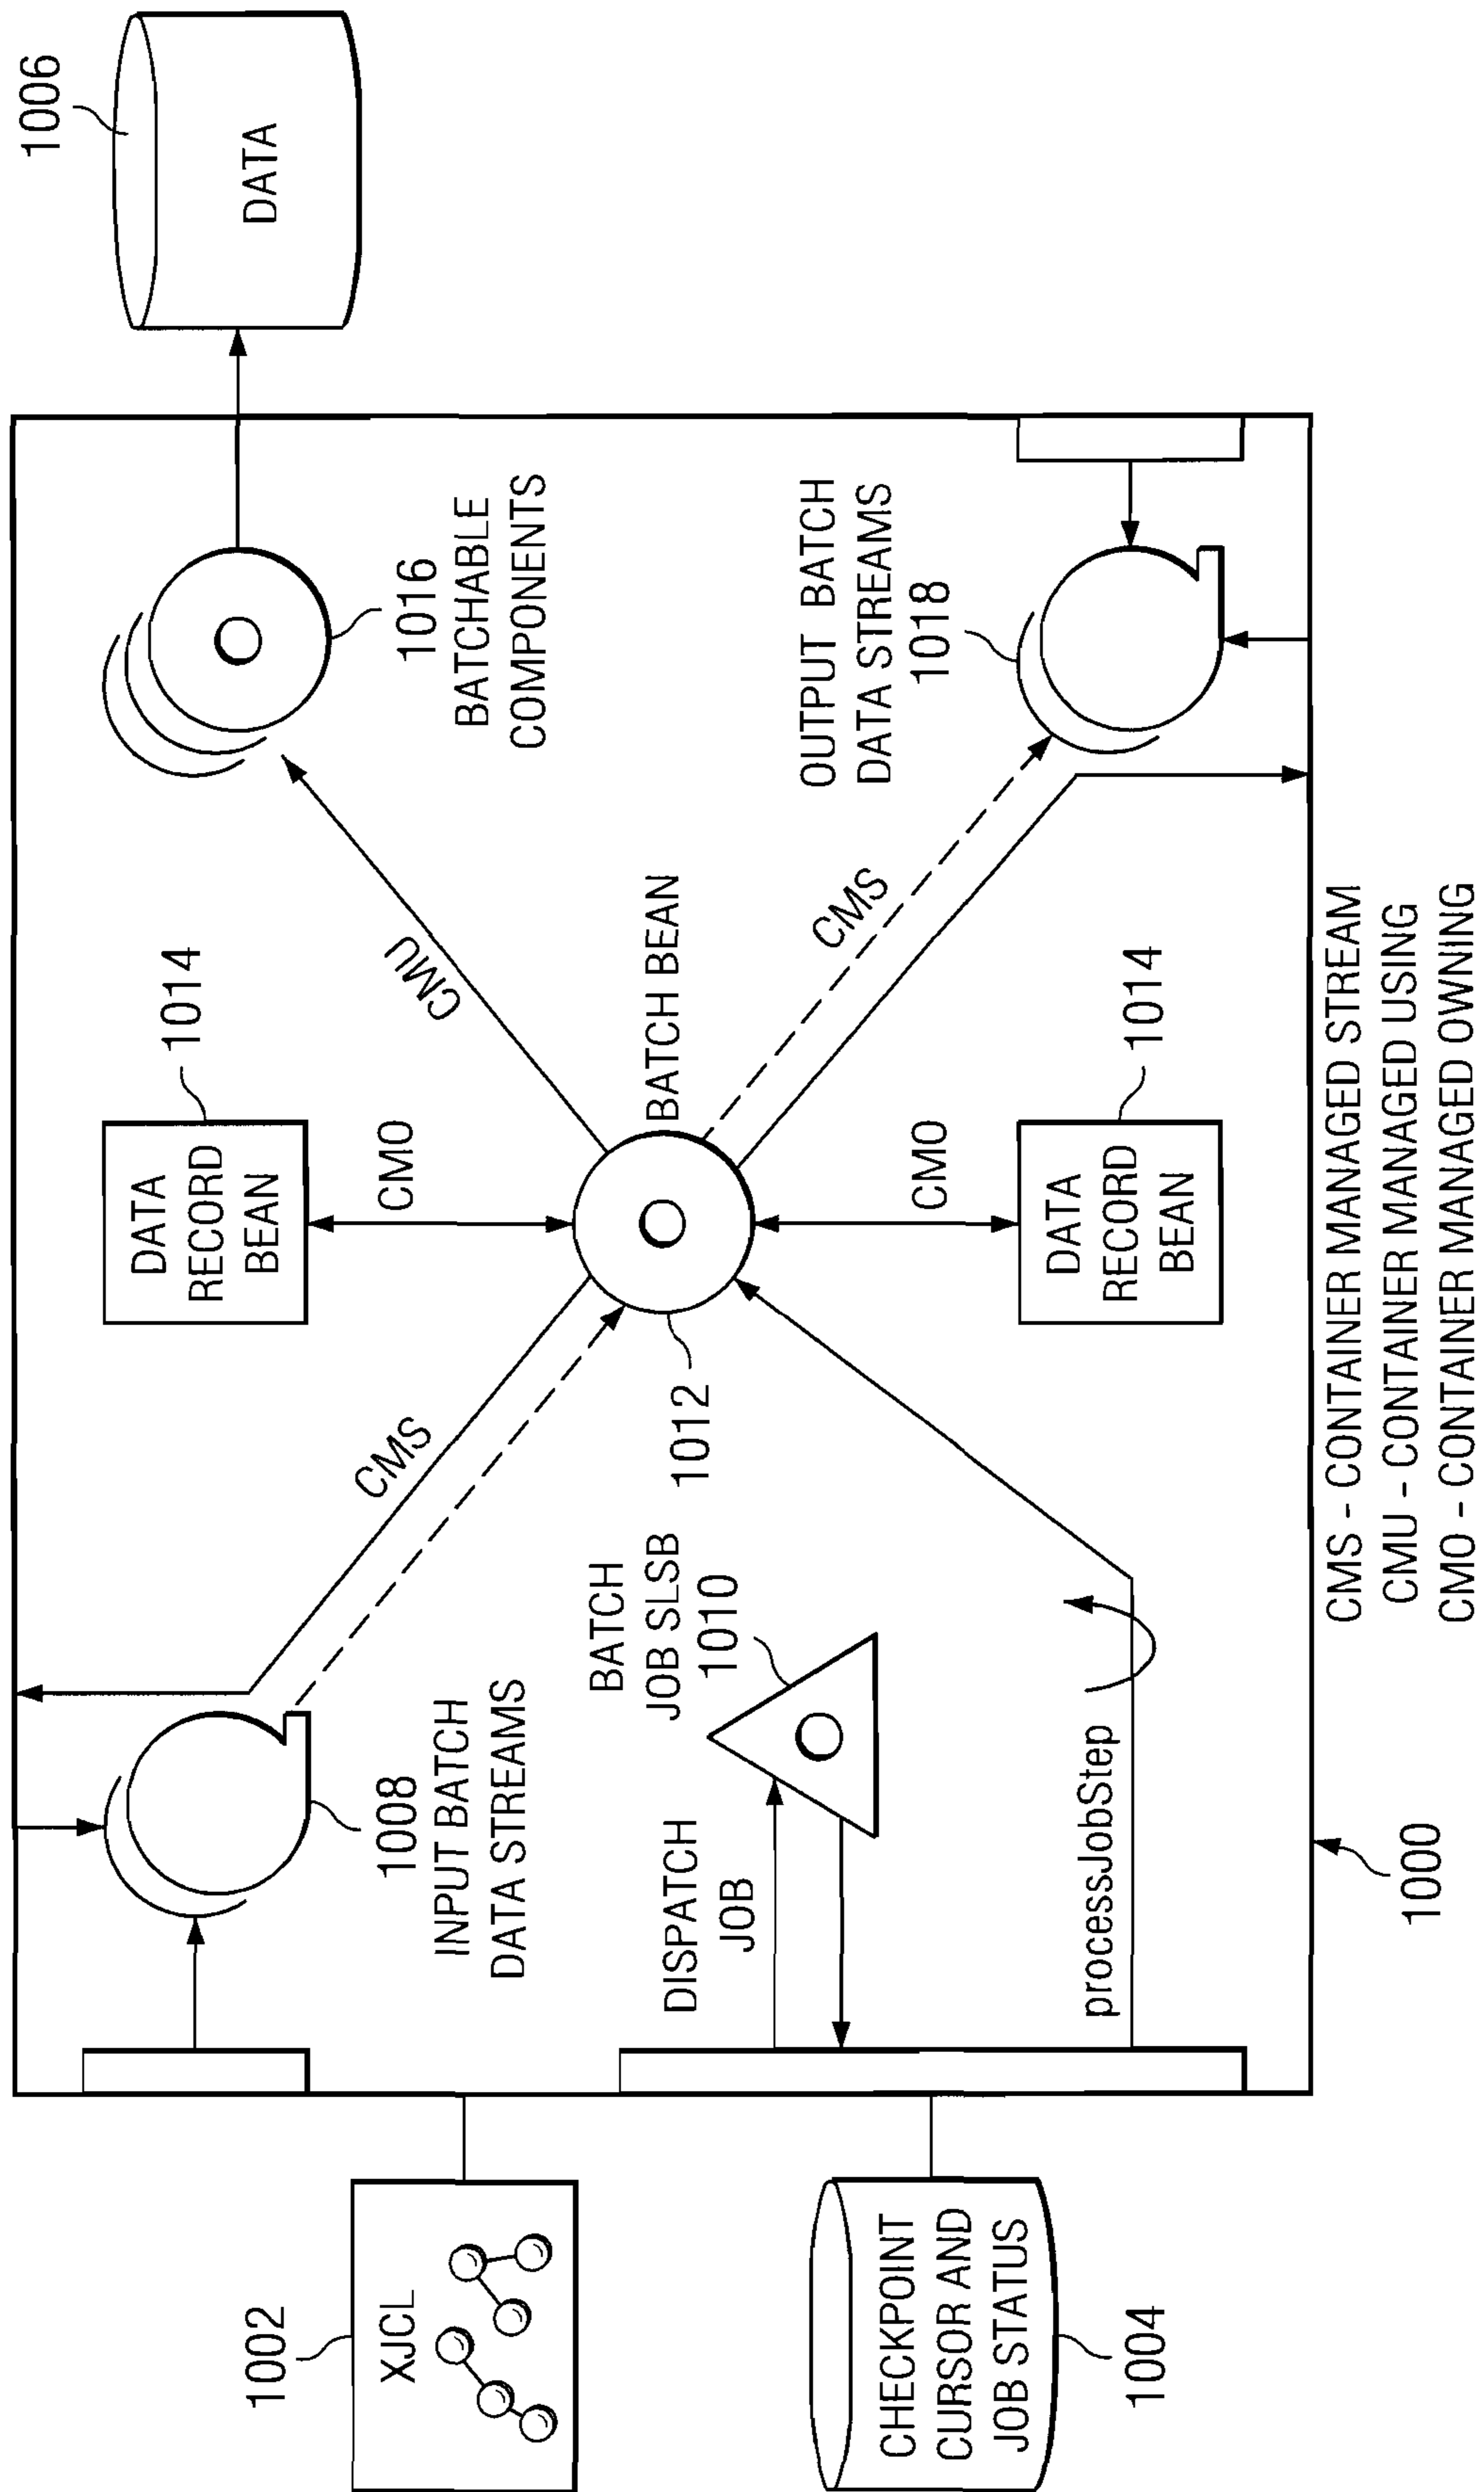 1002
XJCL
CHECKPOINT
CURSOR AND
JOB STATUS
1004
1008
INPUT BATCH
DATA STREAMS
CMS
DISPATCH
JOB
BATCH
JOB SLSB
1010
processJobStep
1000
DATA
RECORD
BEAN
1014
CMO
1012
BATCH BEAN
CMO
DATA
RECORD
BEAN
1014
CMU
CMS
1016
BATCHABLE
COMPONENTS
OUTPUT BATCH
DATA STREAMS
1018
1006
DATA
CMS - CONTAINER MANAGED STREAM
CMU - CONTAINER MANAGED USING
CMO - CONTAINER MANAGED OWNING